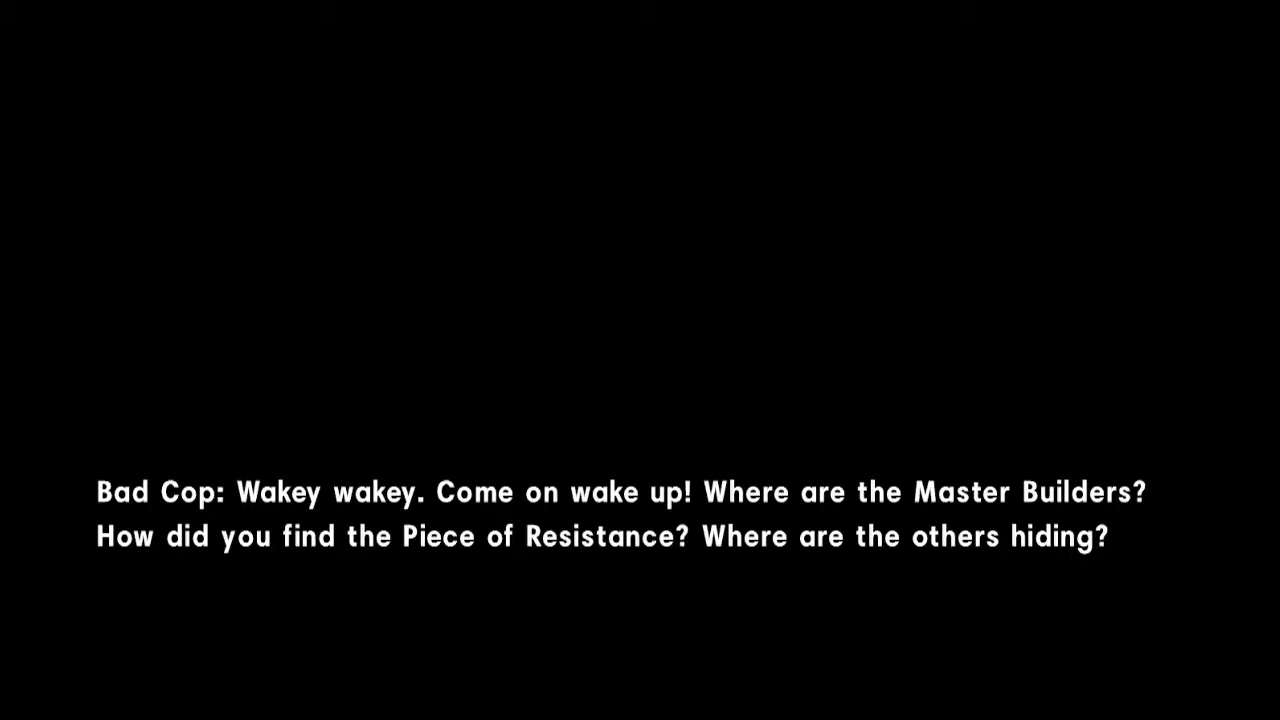 Bad Cop: Wakey wakey. Come on wake up! Where are the Master Builders?
How did you find the Piece of Resistance? Where are the others hiding?